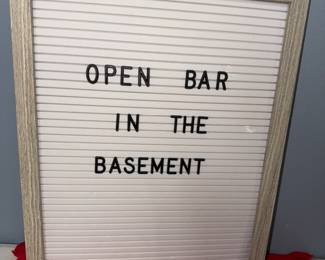 OPEN BAR
IN THE
BASEMENT